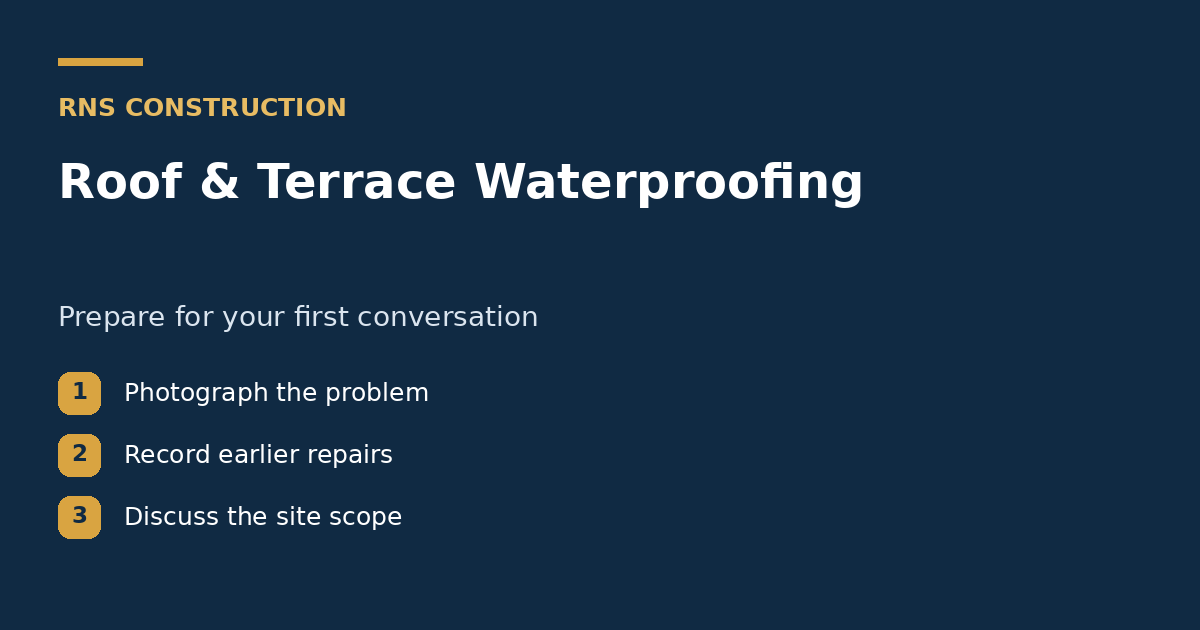 RNS CONSTRUCTION
Roof & Terrace Waterproofing
Prepare for your first conversation
1 Photograph the problem
2 Record earlier repairs
3 Discuss the site scope